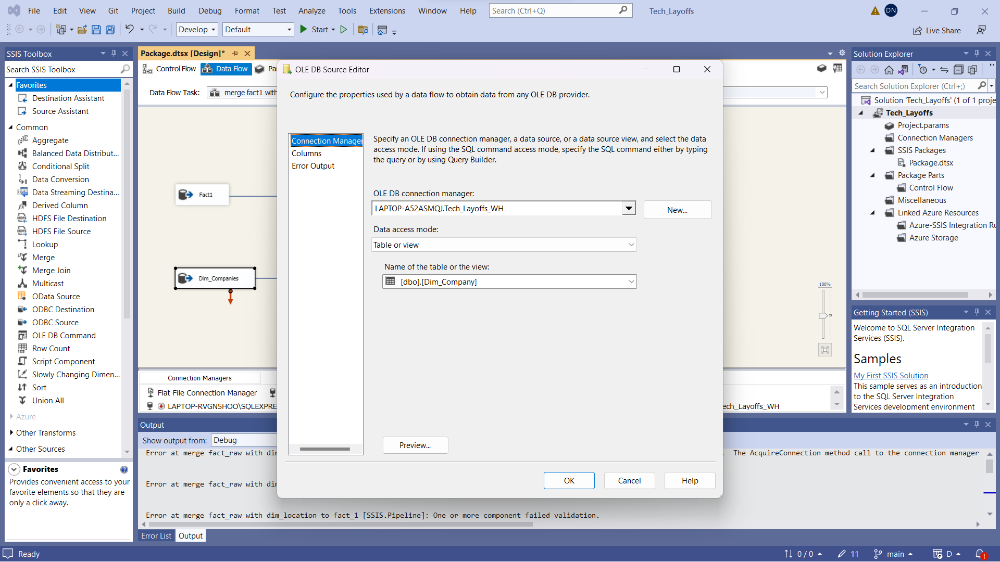 File Edit View Git Project Build Debug Format Test Analyze Tools Extensions Window Help Search (Ctrl+Q) Tech_Layoffs DN
Develop Default Start Live Share
SSIS Toolbox
Search SSIS Toolbox
Favorites
Destination Assistant
Source Assistant
Common
Aggregate
Balanced Data Distribut...
Conditional Split
Data Conversion
Data Streaming Destina...
Derived Column
HDFS File Destination
HDFS File Source
Lookup
Merge
Merge Join
Multicast
OData Source
ODBC Destination
ODBC Source
OLE DB Command
Row Count
Script Component
Slowly Changing Dimen...
Sort
Union All
Azure
Other Transforms
Other Sources
Favorites
Provides convenient access to your
favorite elements so that they are
only a click away.
Package.dtsx [Design]*
Control Flow Data Flow Pa
Data Flow Task: merge fact1 with
Fact1
Dim_Companies
100%
Connection Managers
Flat File Connection Manager
LAPTOP-RVGN5HOO\SQLEXPRE
ech_Layoffs_WH
OLE DB Source Editor
Configure the properties used by a data flow to obtain data from any OLE DB provider.
Connection Manager
Columns
Error Output
Specify an OLE DB connection manager, a data source, or a data source view, and select the data
access mode. If using the SQL command access mode, specify the SQL command either by typing
the query or by using Query Builder.
OLE DB connection manager:
LAPTOP-A52ASMQJ.Tech_Layoffs_WH
New...
Data access mode:
Table or view
Name of the table or the view:
[dbo].[Dim_Company]
Preview...
OK Cancel Help
Output
Show output from: Debug
Error at merge fact_raw with di . The AcquireConnection method call to the connection manager
Error at merge fact_raw with di
Error at merge fact_raw with dim_location to fact_1 [SSIS.Pipeline]: One or more component failed validation.
Error List Output
Solution Explorer
Search Solution Explorer (Ctrl+;)
Solution 'Tech_Layoffs' (1 of 1 proje
Tech_Layoffs
Project.params
Connection Managers
SSIS Packages
Package.dtsx
Package Parts
Control Flow
Miscellaneous
Linked Azure Resources
Azure-SSIS Integration Ru
Azure Storage
Getting Started (SSIS)
Welcome to SQL Server Integration
Services (SSIS).
Samples
My First SSIS Solution
This sample serves as an introduction
to the SQL Server Integration
Services development environment
Ready 0 / 0 11 main D 1